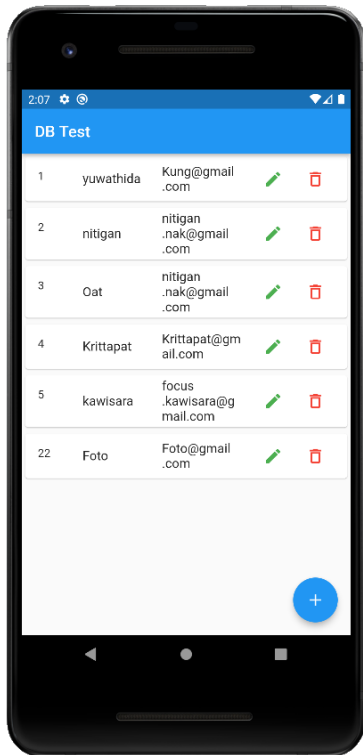 2:07
DB Test
1
yuwathida
Kung@gmail
.com
2
nitigan
nitigan
.nak@gmail
.com
3
Oat
nitigan
.nak@gmail
.com
4
Krittapat
Krittapat@gm
ail.com
5
kawisara
focus
.kawisara@g
mail.com
22
Foto
Foto@gmail
.com